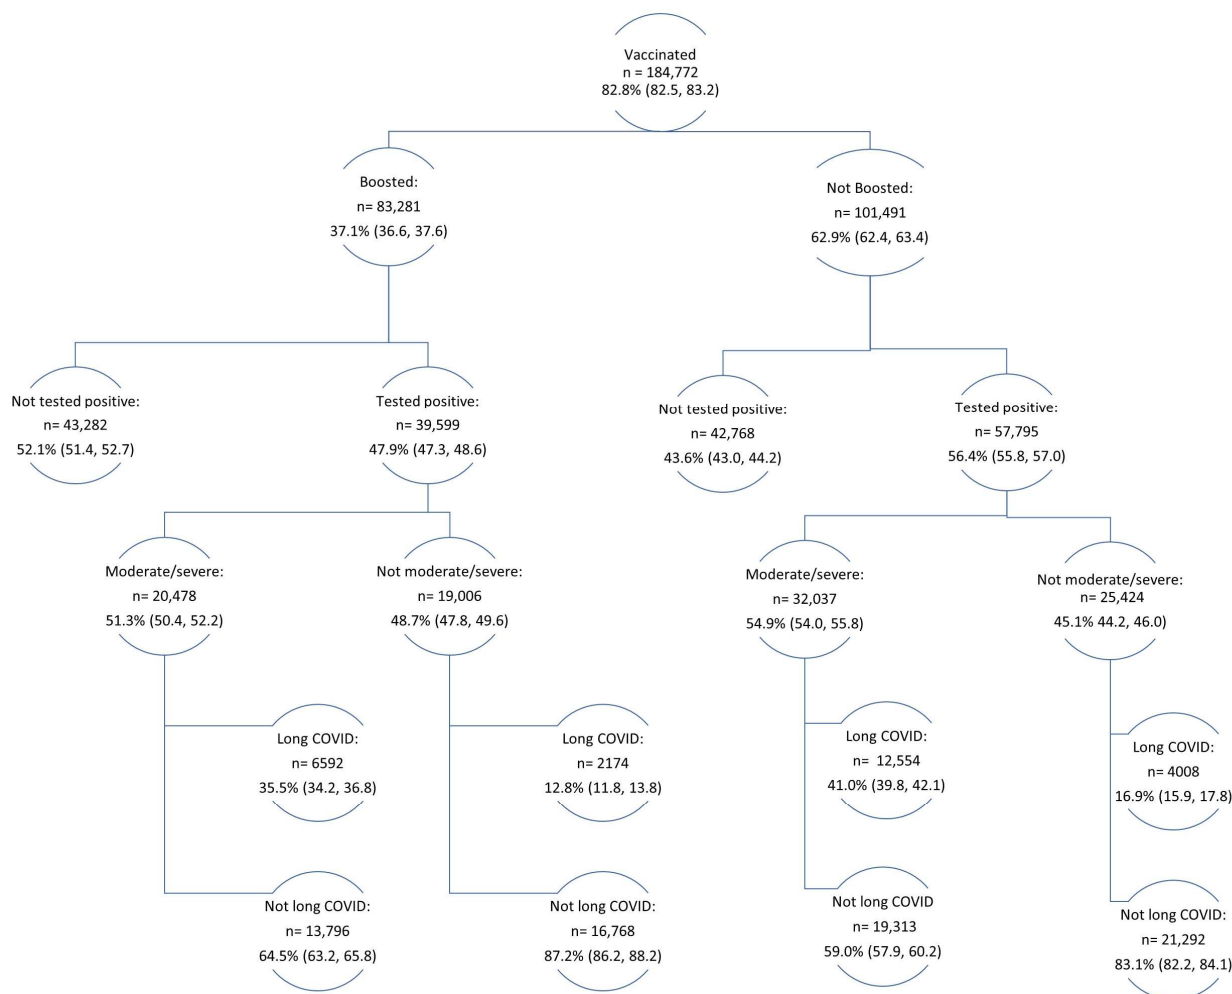 Vaccinated
n = 184,772
82.8% (82.5, 83.2)
Boosted:
n= 83,281
37.1% (36.6, 37.6)
Not Boosted:
n= 101,491
62.9% (62.4, 63.4)
Not tested positive:
n= 43,282
52.1% (51.4, 52.7)
Tested positive:
n= 39,599
47.9% (47.3, 48.6)
Not tested positive:
n= 42,768
43.6% (43.0, 44.2)
Tested positive:
n= 57,795
56.4% (55.8, 57.0)
Moderate/severe:
n= 20,478
51.3% (50.4, 52.2)
Not moderate/severe:
n= 19,006
48.7% (47.8, 49.6)
Moderate/severe:
n= 32,037
54.9% (54.0, 55.8)
Not moderate/severe:
n= 25,424
45.1% 44.2, 46.0)
Long COVID:
n= 6592
35.5% (34.2, 36.8)
Long COVID:
n= 2174
12.8% (11.8, 13.8)
Long COVID:
n= 12,554
41.0% (39.8, 42.1)
Long COVID:
n= 4008
16.9% (15.9, 17.8)
Not long COVID:
n= 13,796
64.5% (63.2, 65.8)
Not long COVID:
n= 16,768
87.2% (86.2, 88.2)
Not long COVID
n= 19,313
59.0% (57.9, 60.2)
Not long COVID:
n= 21,292
83.1% (82.2, 84.1)